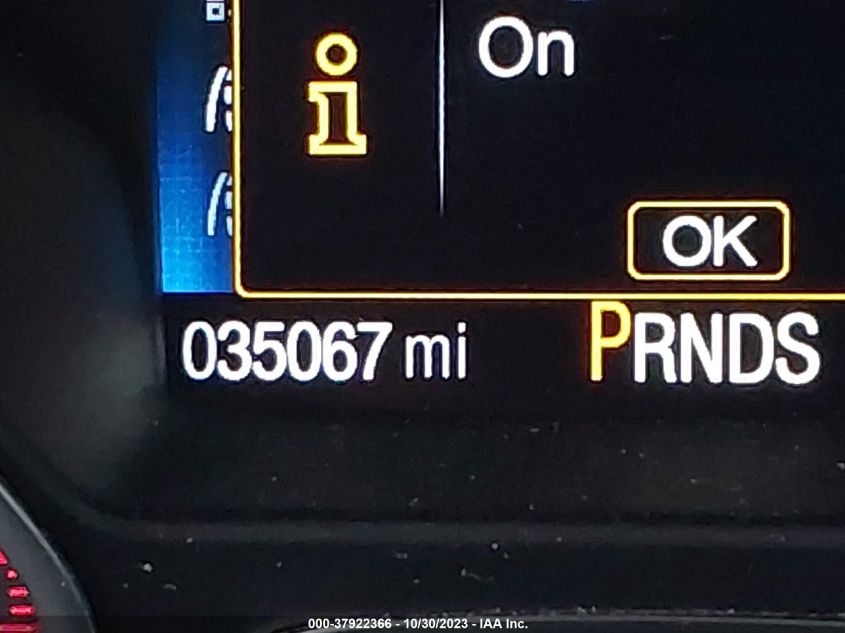 On
OK
035067 mi PRNDS
000-37922366 - 10/30/2023 - IAA Inc.